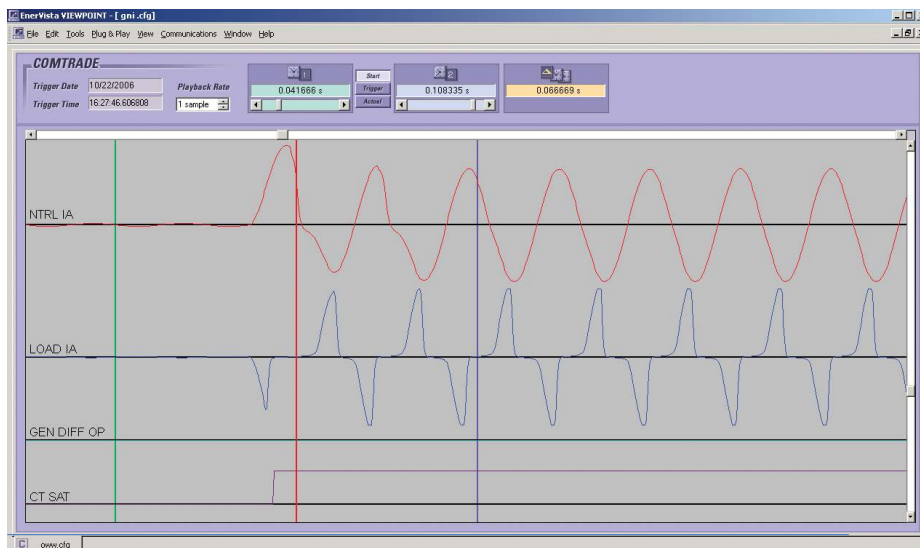 EnerVista VIEWPOINT - [ gni .cfg]
File Edit Tools Plug & Play View Communications Window Help
COMTRADE
Trigger Date 10/22/2006
Trigger Time 16:27:46.606808
Playback Rate
1 sample
1
0.041666 s
Start
Trigger
Actual
2
0.108335 s
0.066669 s
NTRL IA
LOAD IA
GEN DIFF OP
CT SAT
C